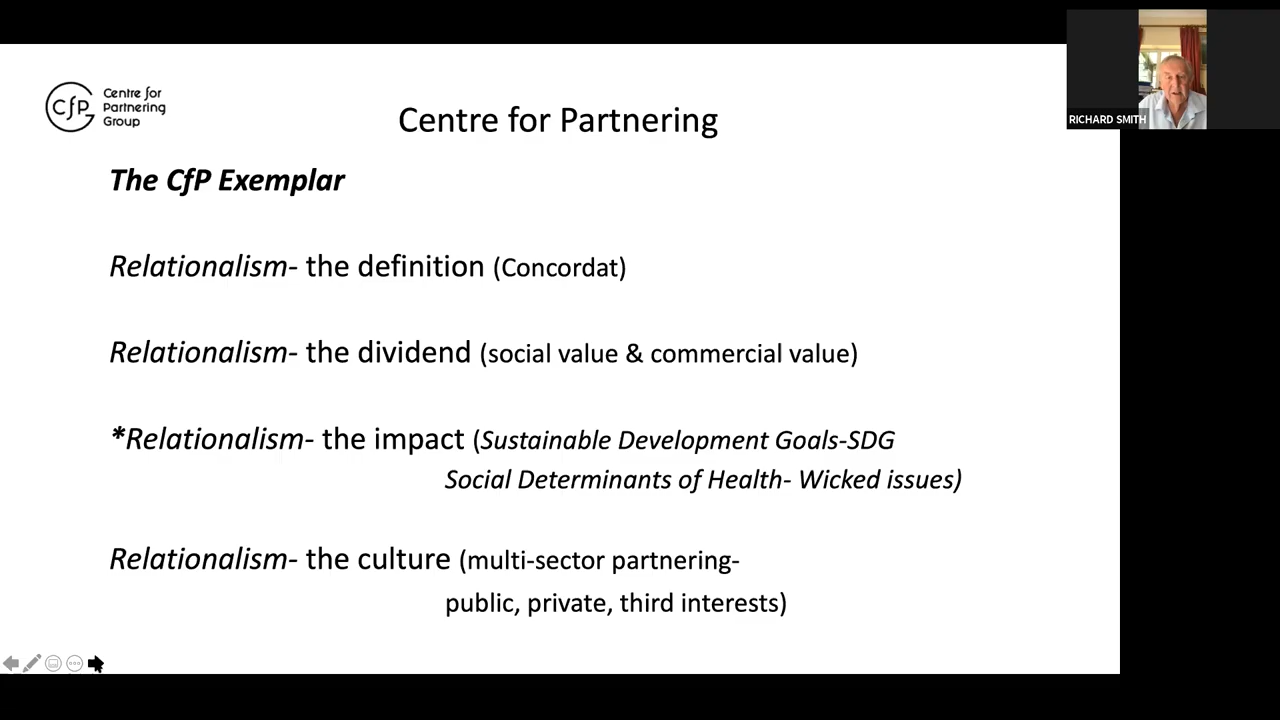 CfP
Centre for
Partnering
Group
Centre for Partnering
RICHARD SMITH
The CfP Exemplar
Relationalism- the definition (Concordat)
Relationalism- the dividend (social value & commercial value)
*Relationalism- the impact (Sustainable Development Goals-SDG
Social Determinants of Health- Wicked issues)
Relationalism- the culture (multi-sector partnering-
public, private, third interests)